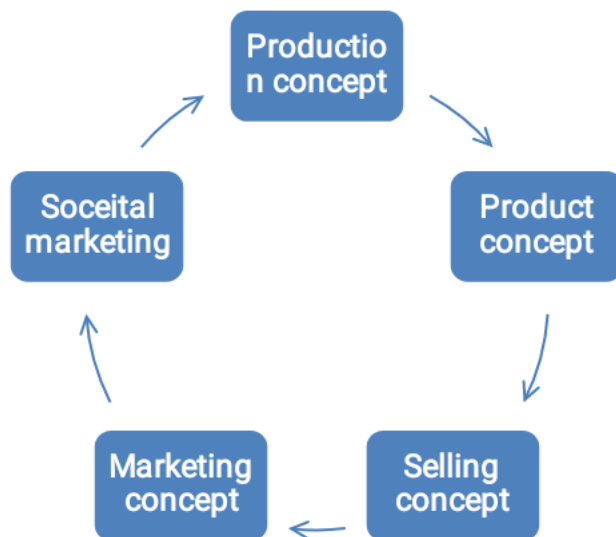 Productio
n concept
Product
concept
Selling
concept
Marketing
concept
Soceital
marketing